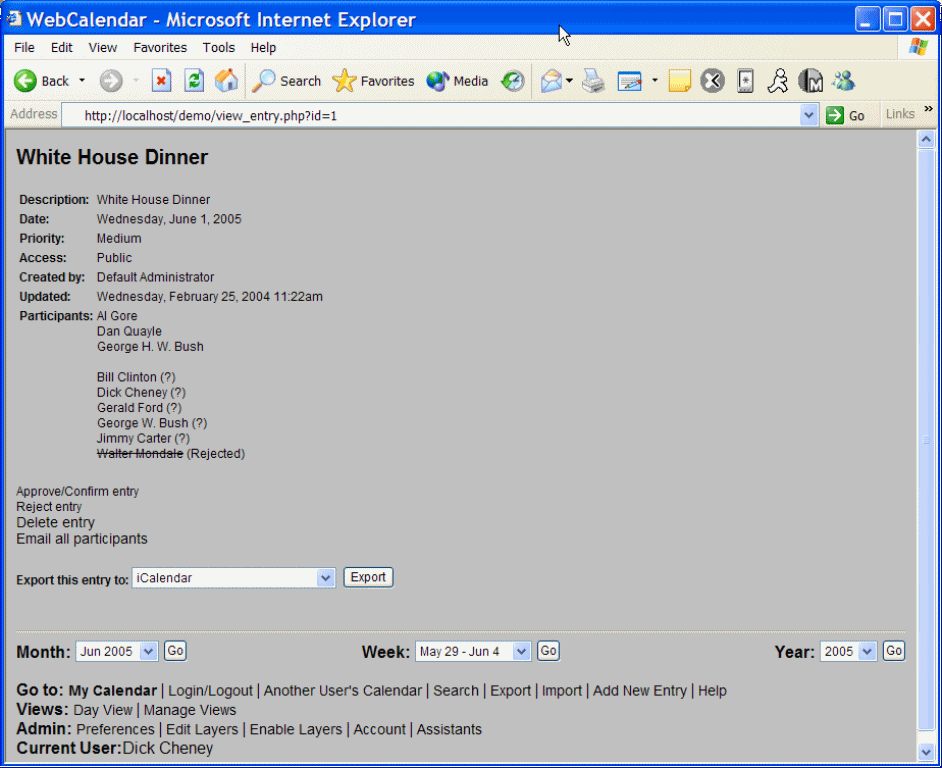 WebCalendar - Microsoft Internet Explorer
File Edit View Favorites Tools Help
Back Search Favorites Media
Address http://localhost/demo/view_entry.php?id=1 Go Links »
White House Dinner
Description: White House Dinner
Date: Wednesday, June 1, 2005
Priority: Medium
Access: Public
Created by: Default Administrator
Updated: Wednesday, February 25, 2004 11:22am
Participants: Al Gore
Dan Quayle
George H. W. Bush
Bill Clinton (?)
Dick Cheney (?)
Gerald Ford (?)
George W. Bush (?)
Jimmy Carter (?)
Walter Mondale (Rejected)
Approve/Confirm entry
Reject entry
Delete entry
Email all participants
Export this entry to: iCalendar Export
Month: Jun 2005 Go Week: May 29 - Jun 4 Go Year: 2005 Go
Go to: My Calendar | Login/Logout | Another User's Calendar | Search | Export | Import | Add New Entry | Help
Views: Day View | Manage Views
Admin: Preferences | Edit Layers | Enable Layers | Account | Assistants
Current User:Dick Cheney